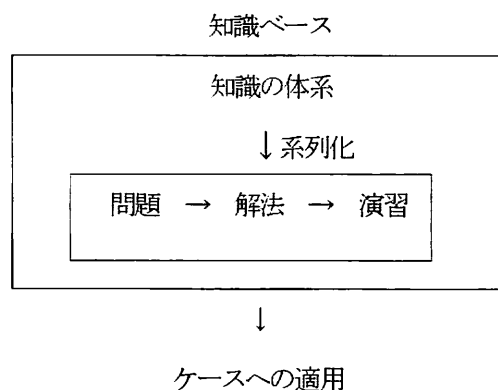 知識ベース
知識の体系
↓系列化
問題 → 解法 → 演習
↓
ケースへの適用